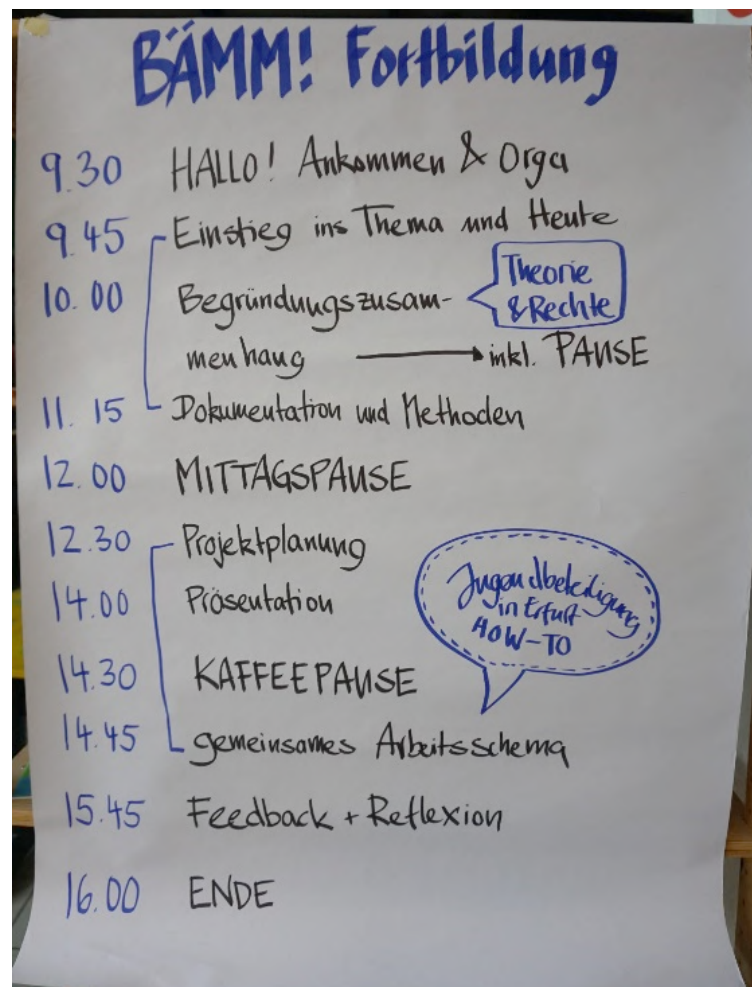 BÄMM! Fortbildung
9.30 HALLO! Ankommen & Orga
9.45 Einstieg ins Thema und Heute
10.00 Begründungszusam-
menhang → inkl. PAUSE
Theorie
& Rechte
11.15 Dokumentation und Methoden
12.00 MITTAGSPAUSE
12.30 Projektplanung
14.00 Präsentation
Jugendbeteiligung
in Erfurt
HOW-TO
14.30 KAFFEEPAUSE
14.45 gemeinsames Arbeitsschema
15.45 Feedback + Reflexion
16.00 ENDE